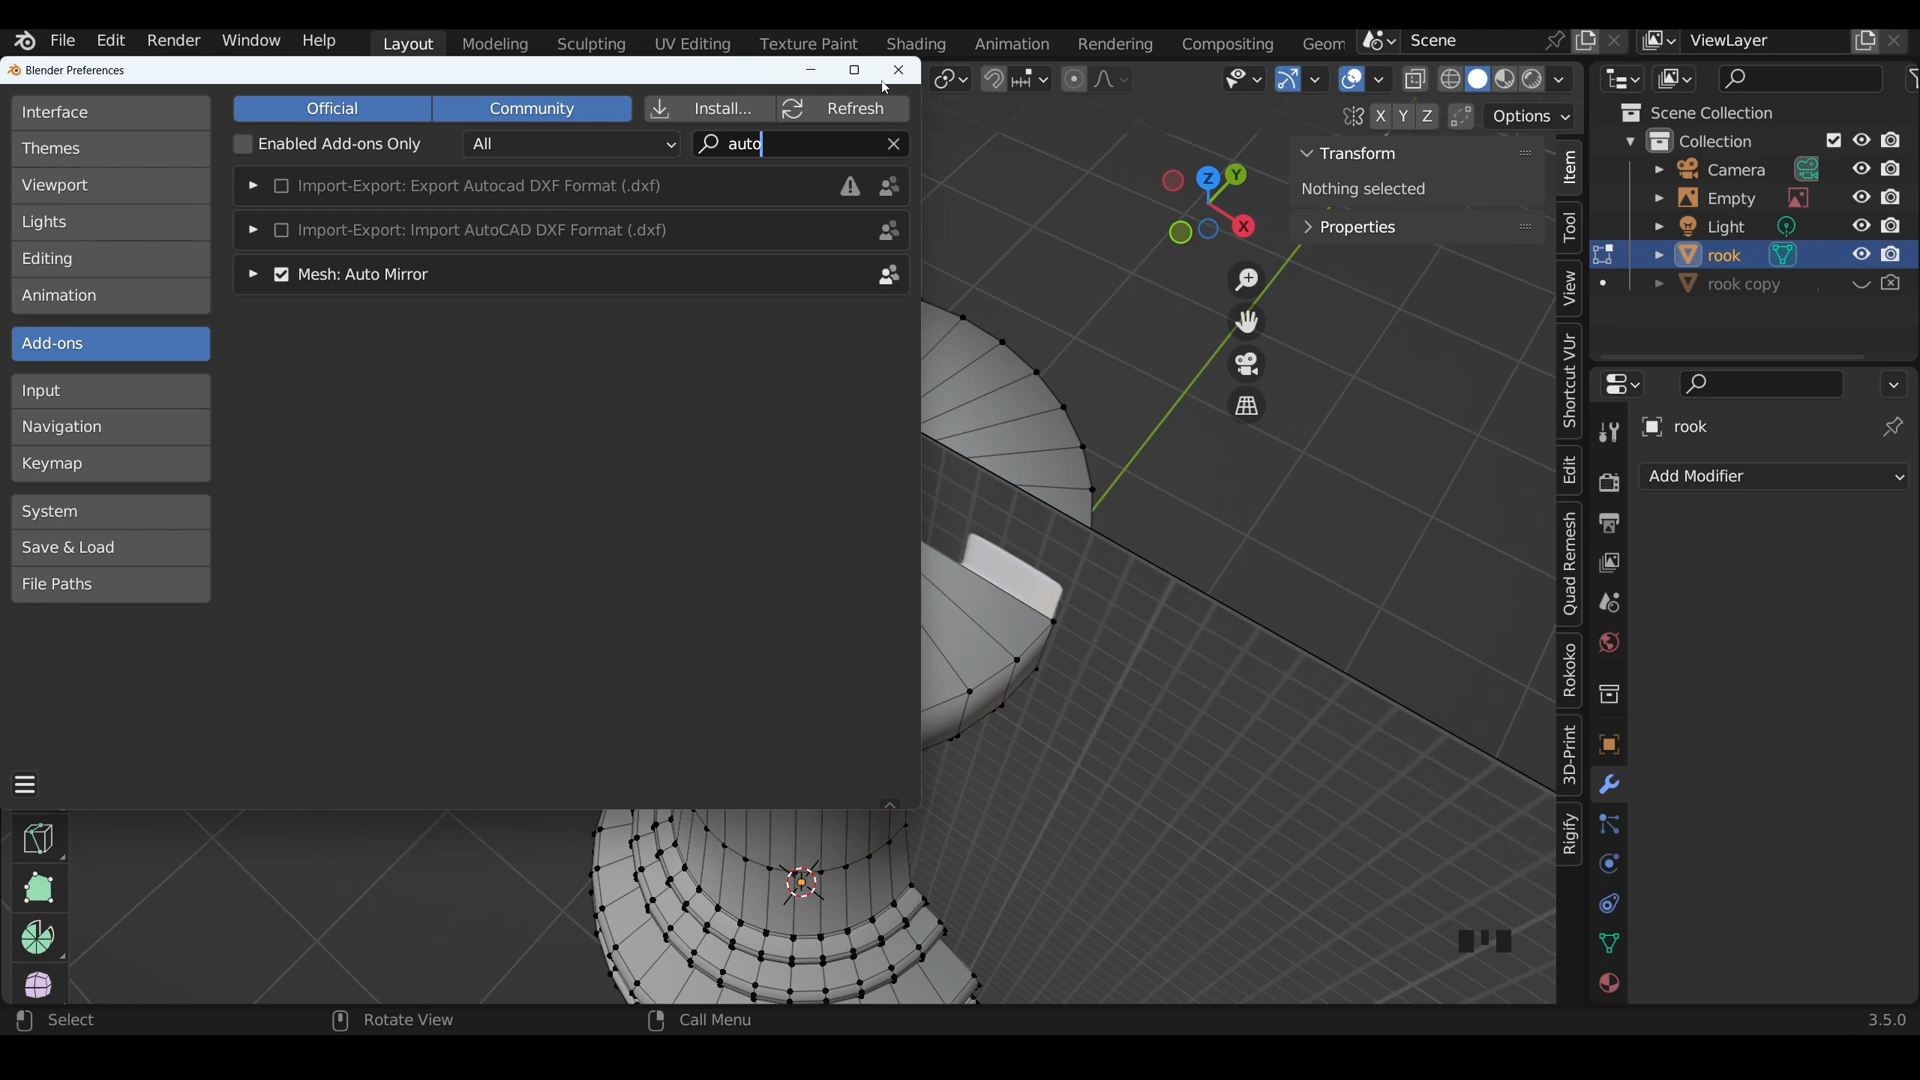 File Edit Render Window Help Layout Modeling Sculpting UV Editing Texture Paint Shading Animation Rendering Compositing Geom Scene ViewLayer
Blender Preferences
Interface
Themes
Viewport
Lights
Editing
Animation
Add-ons
Input
Navigation
Keymap
System
Save & Load
File Paths
Official Community Install... Refresh
Enabled Add-ons Only All auto
Import-Export: Export Autocad DXF Format (.dxf)
Import-Export: Import AutoCAD DXF Format (.dxf)
Mesh: Auto Mirror
X Y Z Options
Z Y X
Transform
Nothing selected
Properties
Item
Tool
View
Shortcut VUr
Edit
Quad Remesh
Rokoko
3D-Print
Rigify
Scene Collection
Collection
Camera
Empty
Light
rook
rook copy
rook
Add Modifier
Select Rotate View Call Menu 3.5.0